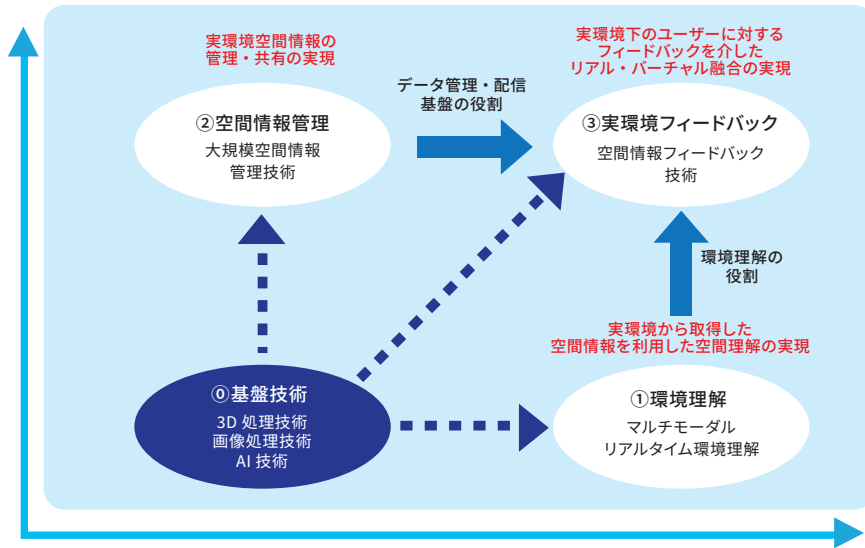 実環境空間情報の
管理・共有の実現
②空間情報管理
大規模空間情報
管理技術
データ管理・配信
基盤の役割
実環境下のユーザーに対する
フィードバックを介した
リアル・バーチャル融合の実現
③実環境フィードバック
空間情報フィードバック
技術
環境理解の
役割
実環境から取得した
空間情報を利用した空間理解の実現
⓪基盤技術
3D 処理技術
画像処理技術
AI 技術
①環境理解
マルチモーダル
リアルタイム環境理解